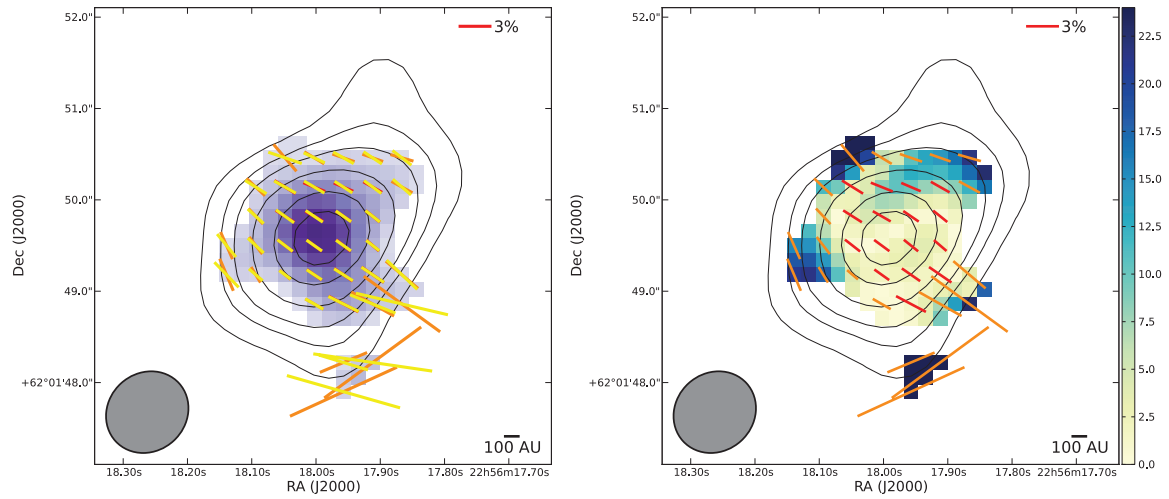 52.0"
51.0"
50.0"
49.0"
+62°01'48.0"
Dec (J2000)
3%
100 AU
18.30s 18.20s 18.10s 18.00s 17.90s 17.80s 22h56m17.70s
RA (J2000)
52.0"
51.0"
50.0"
49.0"
+62°01'48.0"
Dec (J2000)
3%
100 AU
18.30s 18.20s 18.10s 18.00s 17.90s 17.80s 22h56m17.70s
RA (J2000)
22.5
20.0
17.5
15.0
12.5
10.0
7.5
5.0
2.5
0.0